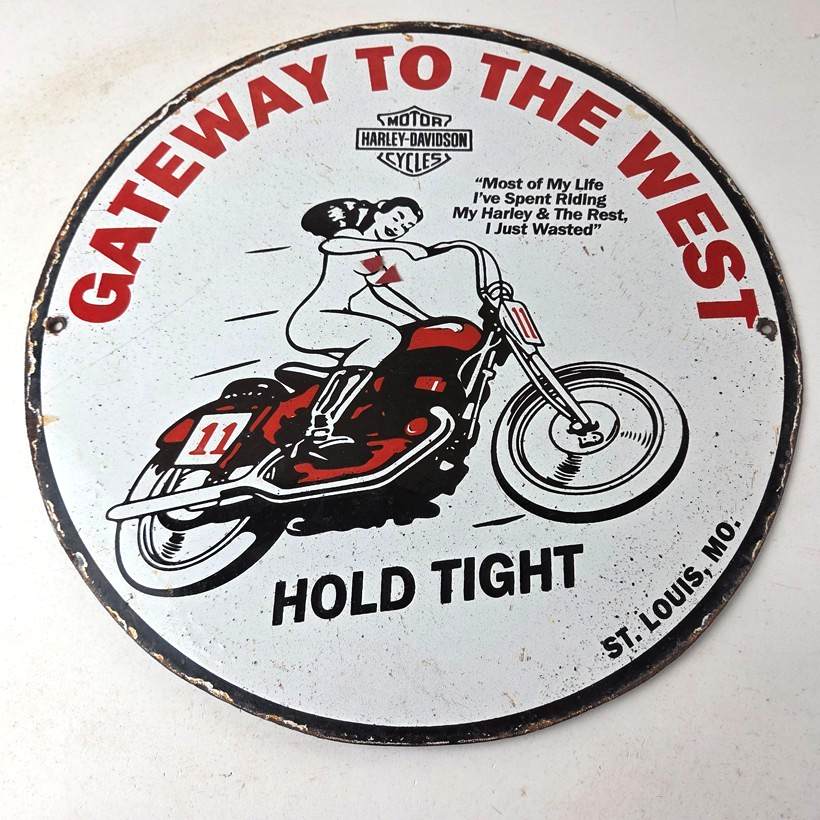 GATEWAY TO THE WEST
MOTOR
HARLEY-DAVIDSON
CYCLES
“Most of My Life
I’ve Spent Riding
My Harley & The Rest,
I Just Wasted”
11
11
HOLD TIGHT
ST. LOUIS, MO.